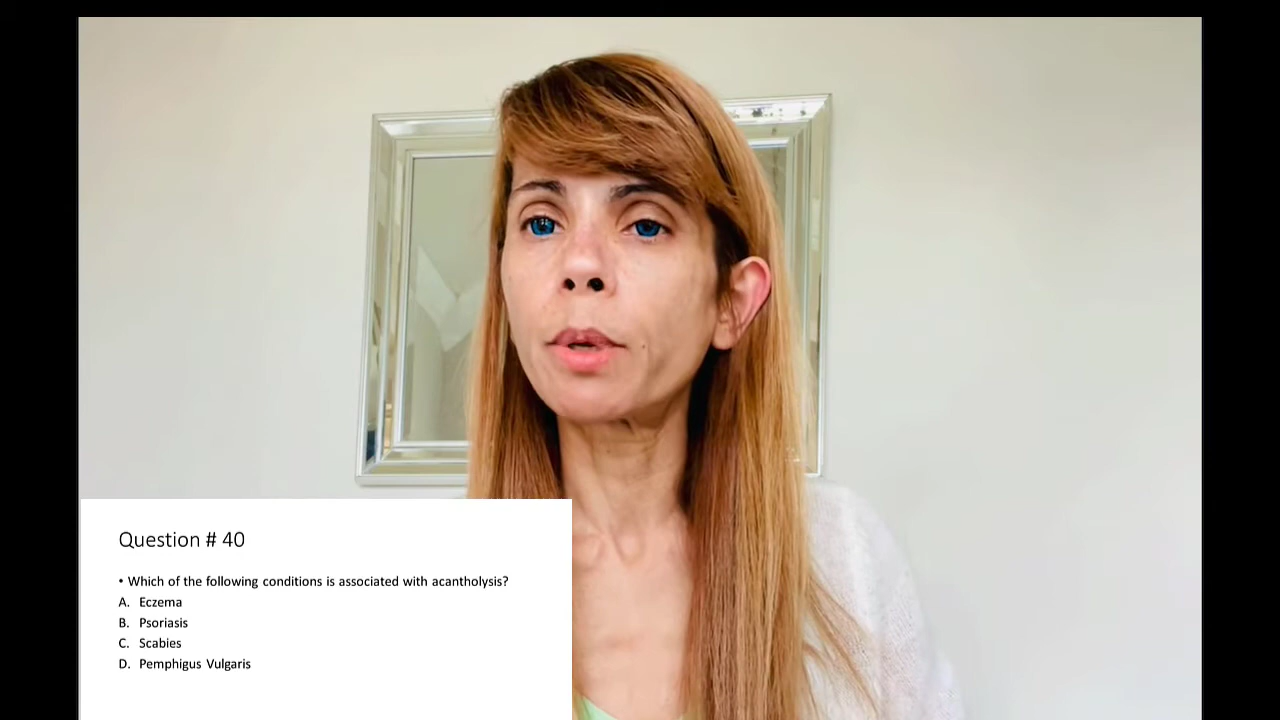 Question # 40
• Which of the following conditions is associated with acantholysis?
A. Eczema
B. Psoriasis
C. Scabies
D. Pemphigus Vulgaris